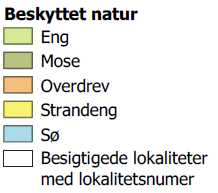 Beskyttet natur
Eng
Mose
Overdrev
Strandeng
Sø
Besigtigede lokaliteter
med lokalitetsnumer